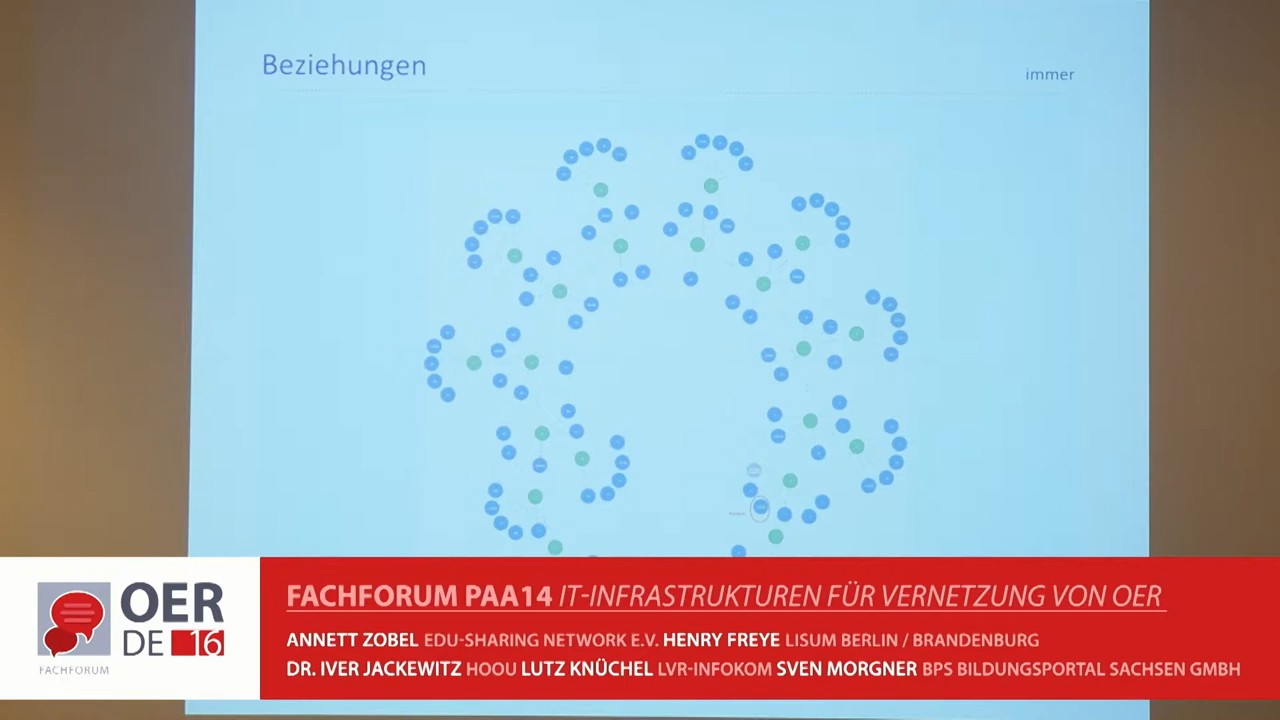 Beziehungen
immer
OER
DE 16
FACHFORUM
FACHFORUM PAA14 IT-INFRASTRUKTUREN FÜR VERNETZUNG VON OER
ANNETT ZOBEL EDU-SHARING NETWORK E.V. HENRY FREYE LISUM BERLIN / BRANDENBURG
DR. IVER JACKEWITZ HOOU LUTZ KNÜCHEL LVR-INFOKOM SVEN MORGNER BPS BILDUNGSPORTAL SACHSEN GMBH